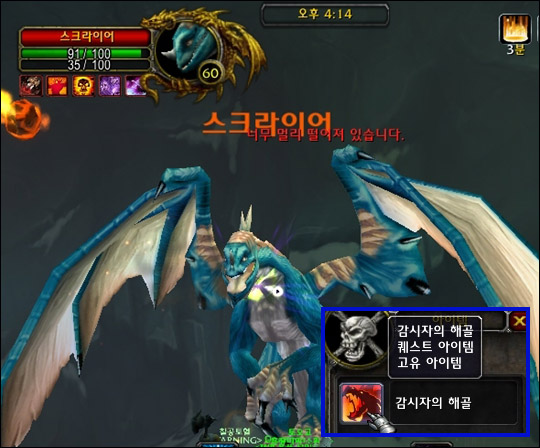 오후 4:14
스크라이어
91/ 100
35/ 100
60
3분
스크라이어
너무 멀리 떨어져 있습니다.
감시자의 해골
퀘스트 아이템
고유 아이템
감시자의 해골